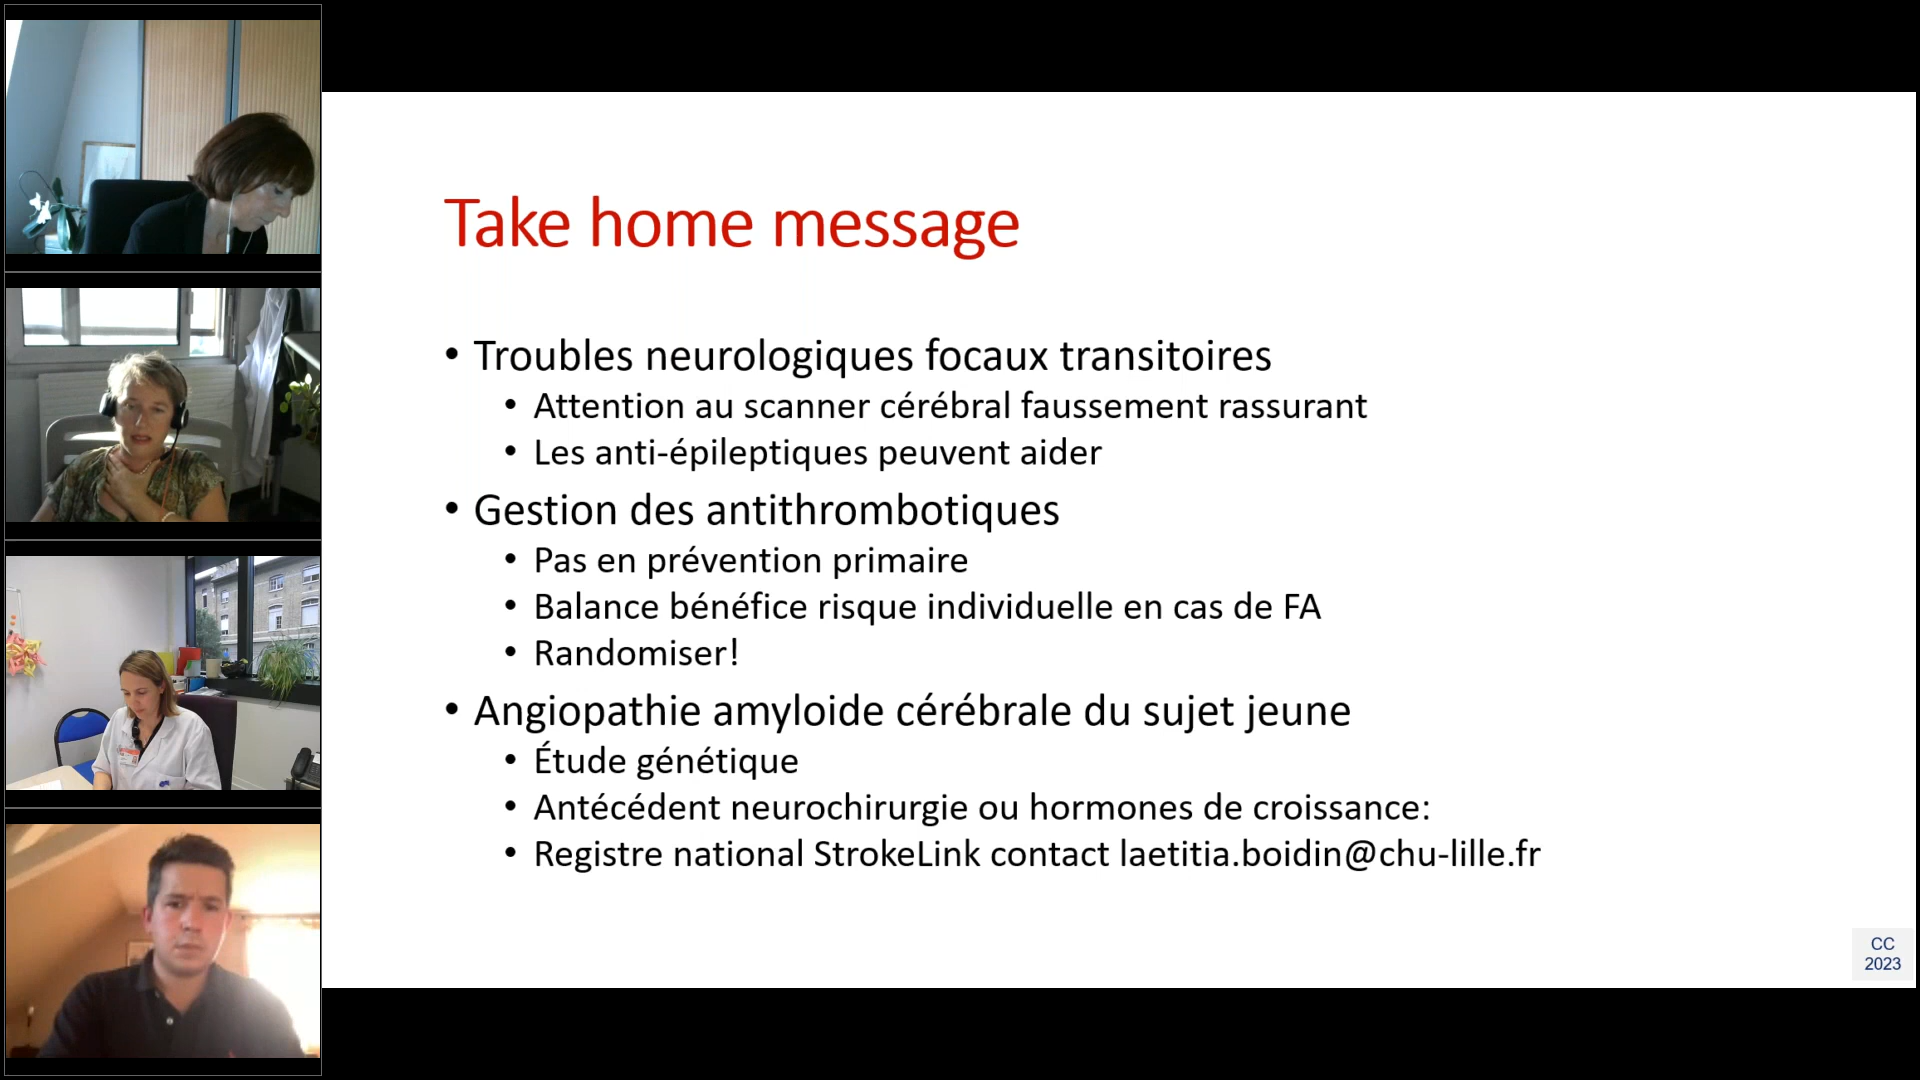 Take home message
• Troubles neurologiques focaux transitoires
• Attention au scanner cérébral faussement rassurant
• Les anti-épileptiques peuvent aider
• Gestion des antithrombotiques
• Pas en prévention primaire
• Balance bénéfice risque individuelle en cas de FA
• Randomiser!
• Angiopathie amyloide cérébrale du sujet jeune
• Étude génétique
• Antécédent neurochirurgie ou hormones de croissance:
• Registre national StrokeLink contact laetitia.boidin@chu-lille.fr
CC
2023